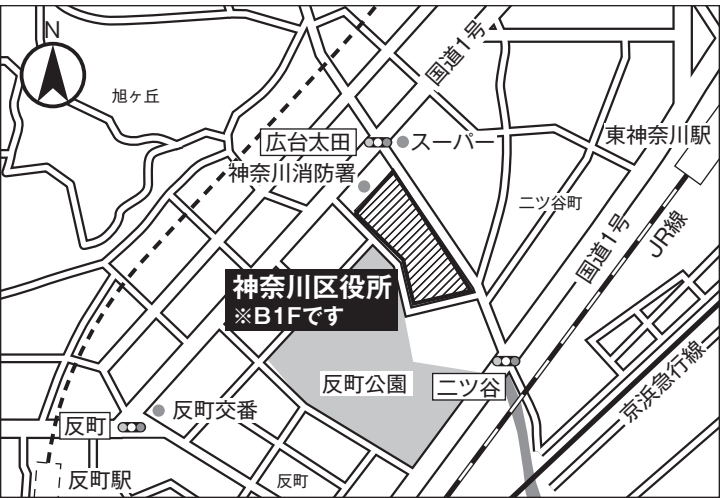 N
国道1号
旭ヶ丘
広台太田
スーパー
東神奈川駅
神奈川消防署
二ツ谷町
国道1号
JR線
神奈川区役所
※B1Fです
反町公園
二ツ谷
京浜急行線
反町交番
反町
反町駅
反町